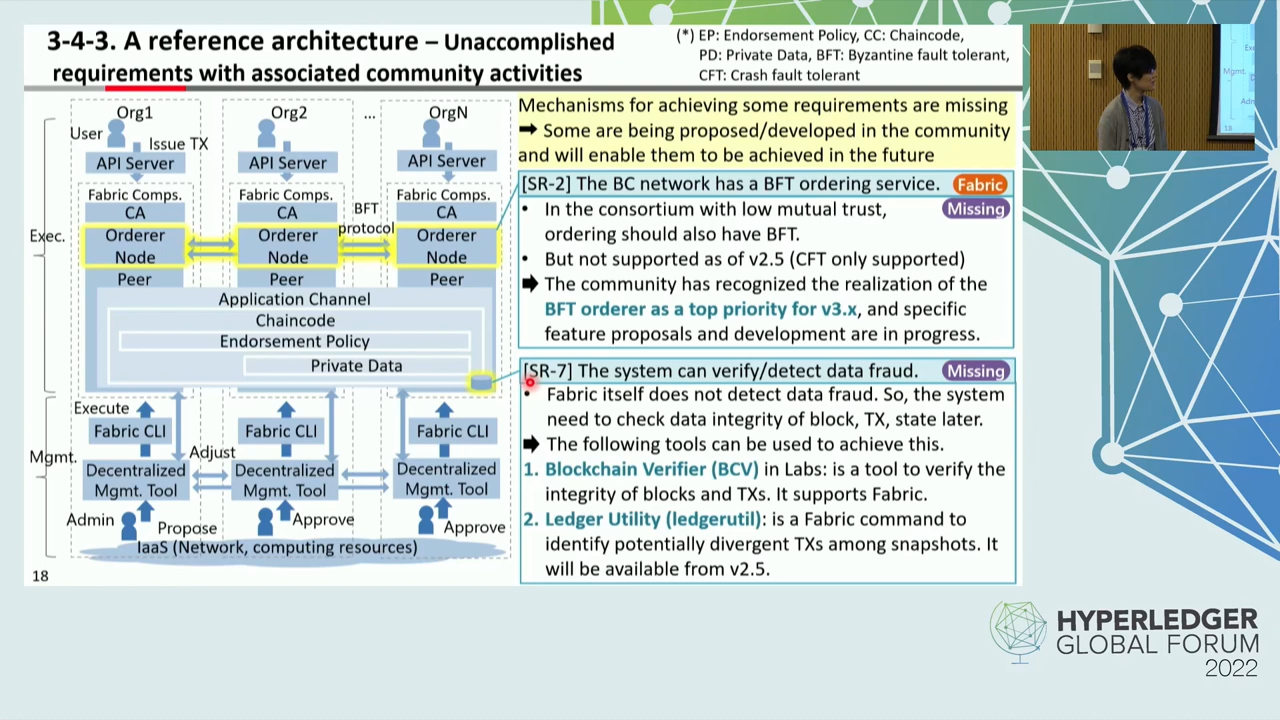 3-4-3. A reference architecture – Unaccomplished
requirements with associated community activities
(*) EP: Endorsement Policy, CC: Chaincode,
PD: Private Data, BFT: Byzantine fault tolerant,
CFT: Crash fault tolerant
Org1
Org2
...
OrgN
User
Issue TX
API Server
API Server
API Server
Fabric Comps.
Fabric Comps.
Fabric Comps.
CA
CA
CA
BFT
protocol
Exec.
Orderer
Node
Orderer
Node
Orderer
Node
Peer
Peer
Peer
Application Channel
Chaincode
Endorsement Policy
Private Data
Execute
Fabric CLI
Fabric CLI
Fabric CLI
Mgmt.
Adjust
Decentralized
Mgmt. Tool
Decentralized
Mgmt. Tool
Decentralized
Mgmt. Tool
Admin
Propose
Approve
Approve
IaaS (Network, computing resources)
18
Mechanisms for achieving some requirements are missing
➡ Some are being proposed/developed in the community
and will enable them to be achieved in the future
[SR-2] The BC network has a BFT ordering service. Fabric
Missing
• In the consortium with low mutual trust,
ordering should also have BFT.
• But not supported as of v2.5 (CFT only supported)
➡ The community has recognized the realization of the
BFT orderer as a top priority for v3.x, and specific
feature proposals and development are in progress.
[SR-7] The system can verify/detect data fraud. Missing
• Fabric itself does not detect data fraud. So, the system
need to check data integrity of block, TX, state later.
➡ The following tools can be used to achieve this.
1. Blockchain Verifier (BCV) in Labs: is a tool to verify the
integrity of blocks and TXs. It supports Fabric.
2. Ledger Utility (ledgerutil): is a Fabric command to
identify potentially divergent TXs among snapshots. It
will be available from v2.5.
HYPERLEDGER
GLOBAL FORUM
2022